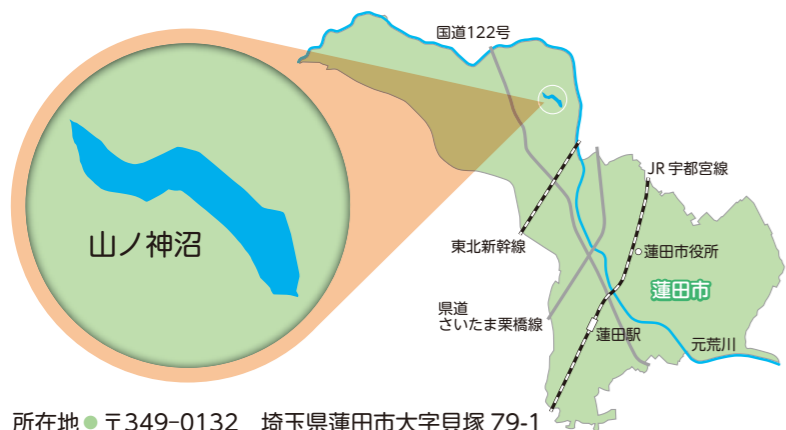 国道122号
JR 宇都宮線
山ノ神沼
東北新幹線
蓮田市役所
蓮田市
県道
さいたま栗橋線
蓮田駅
元荒川
所在地●〒349-0132　埼玉県蓮田市大字貝塚 79-1